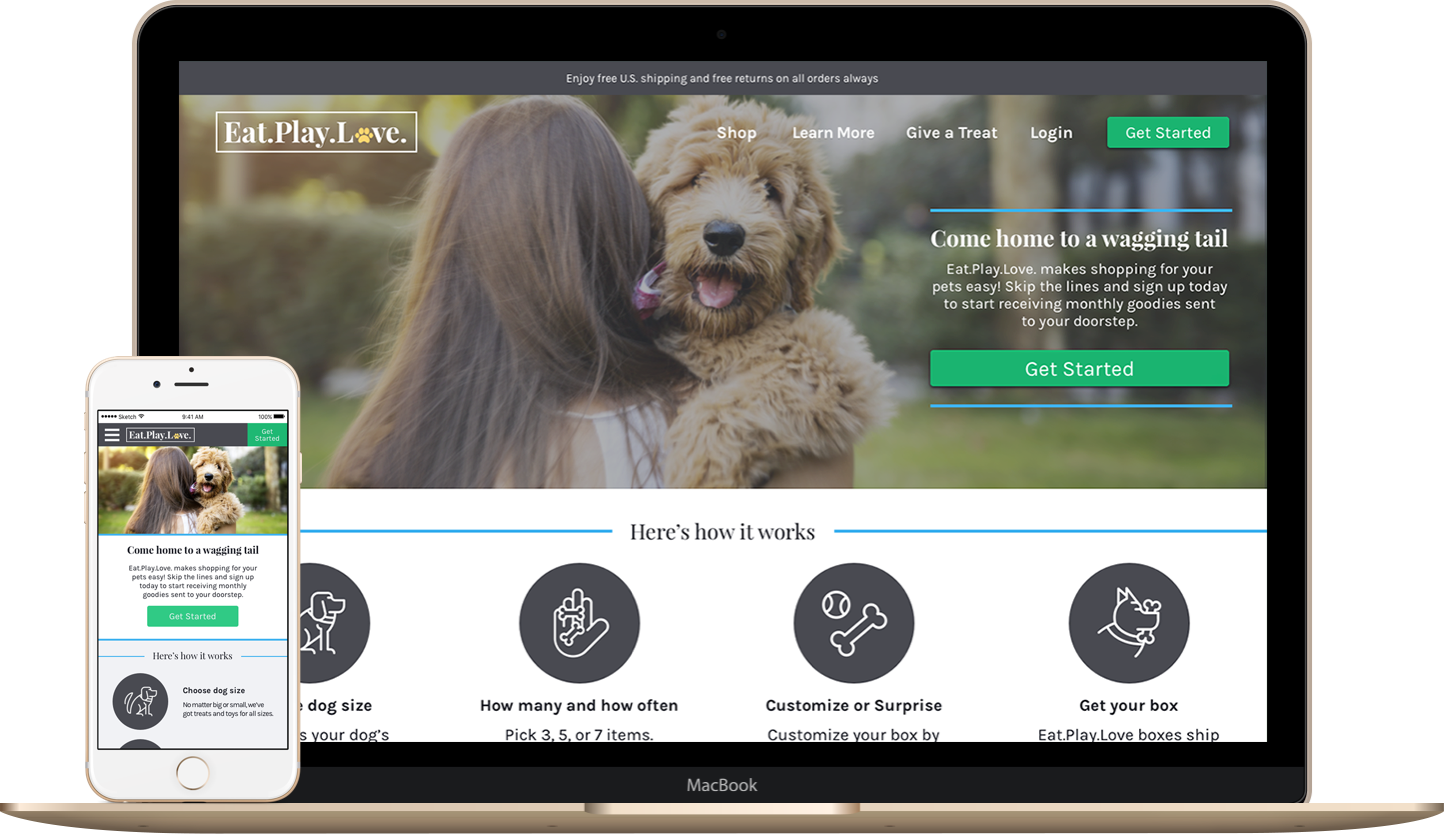 Enjoy free U.S. shipping and free returns on all orders always
Eat.Play.Love.
Shop
Learn More
Give a Treat
Login
Get Started
Come home to a wagging tail
Eat.Play.Love. makes shopping for your
pets easy! Skip the lines and sign up today
to start receiving monthly goodies sent
to your doorstep.
Get Started
Here's how it works
e dog size
s your dog's
How many and how often
Pick 3, 5, or 7 items.
Customize or Surprise
Customize your box by
Get your box
Eat.Play.Love boxes ship
MacBook
Sketch
9:41 AM
100%
Eat.Play.Love.
Get
Started
Come home to a wagging tail
Eat.Play.Love. makes shopping for your
pets easy! Skip the lines and sign up
today to start receiving monthly
goodies sent to your doorstep.
Get Started
Here's how it works
Choose dog size
No matter big or small, we've
got treats and toys for all sizes.